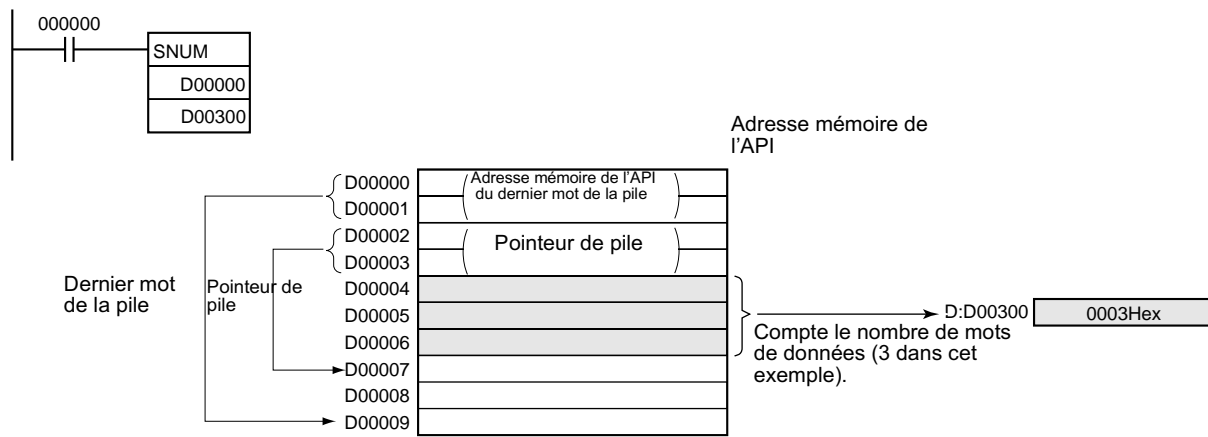 000000
SNUM
D00000
D00300
Adresse mémoire de
l'API
D00000
Adresse mémoire de l'API
D00001
du dernier mot de la pile
D00002
Pointeur de pile
D00003
Dernier mot
de la pile
Pointeur de
pile
D00004
D00005
D00006
D00007
D00008
D00009
D:D00300
0003Hex
Compte le nombre de mots
de données (3 dans cet
exemple).